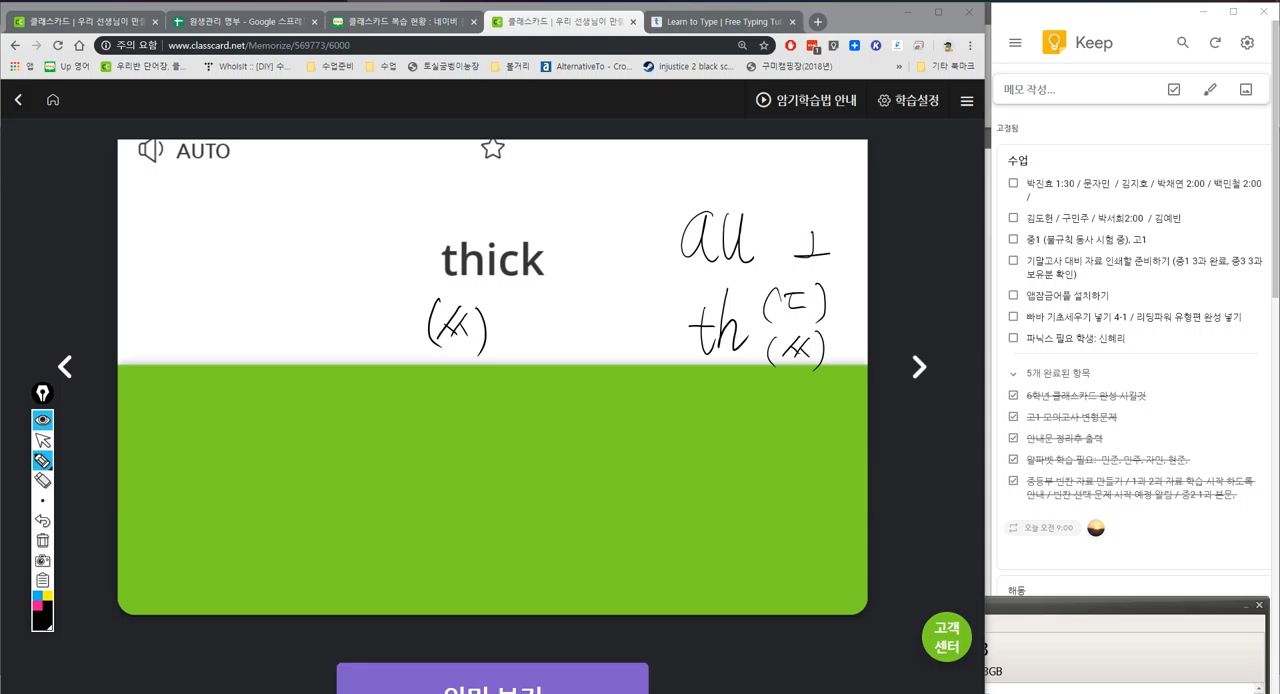 클래스카드 | 우리 선생님이 만들
원생관리 명부 - Google 스프레
클래스카드 복습 현황 : 네이버
클래스카드 | 우리 선생님이 만들
Learn to Type | Free Typing Tut
주의 요함 | www.classcard.net/Memorize/569773/6000
앱
Up 영어
우리반 단어장, 클...
WhoisIt :: [DIY] 수...
수업준비
수업
토실궁벵이농장
볼거리
AlternativeTo - Cro...
injustice 2 black sc...
구미캠핑장(2018년)
»
기타 북마크
암기학습법 안내
학습설정
AUTO
thick
(ㅆ)
all ㅗ
th (ㄷ)
(ㅆ)
고객
센터
Keep
메모 작성...
고정됨
수업
박진효 1:30 / 문자민 / 김지호 / 박채연 2:00 / 백민철 2:00
/
김도현 / 구민주 / 박서희2:00 / 김예빈
중1 (불규칙 동사 시험 중), 고1
기말고사 대비 자료 인쇄할 준비하기 (중1 3과 완료, 중3 3과
보유분 확인)
앱잠금어플 설치하기
빠바 기초세우기 넣기 4-1 / 리딩파워 유형편 완성 넣기
파닉스 필요 학생: 신혜리
5개 완료된 항목
6학년 클래스카드 완성 시킬것
고1 모의고사 변형문제
안내문 정리후 출력
알파벳 학습 필요: 민준, 민주, 자민, 현준,
중등부 빈칸 자료 만들기 / 1과 2과 자료 학습 시작 하도록
안내 / 빈칸 선택 문제 시작 예정 알림 / 중2 1과 본문,
오늘 오전 9:00
해통